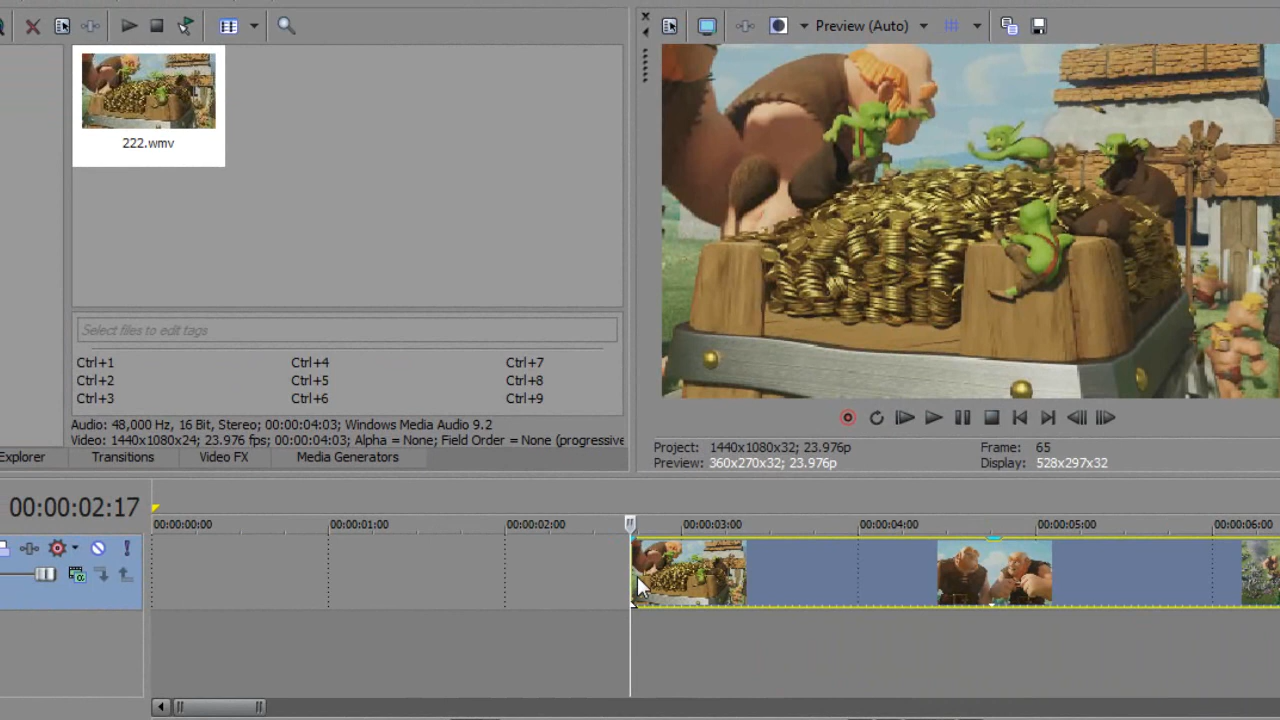 Preview (Auto)
222.wmv
Select files to edit tags
Ctrl+1 Ctrl+4 Ctrl+7
Ctrl+2 Ctrl+5 Ctrl+8
Ctrl+3 Ctrl+6 Ctrl+9
Audio: 48,000 Hz, 16 Bit, Stereo; 00:00:04:03; Windows Media Audio 9.2
Video: 1440x1080x24; 23.976 fps; 00:00:04:03; Alpha = None; Field Order = None (progressive
Explorer Transitions Video FX Media Generators
Project: 1440x1080x32; 23.976p Frame: 65
Preview: 360x270x32; 23.976p Display: 528x297x32
00:00:02:17
00:00:00:00 00:00:01:00 00:00:02:00 00:00:03:00 00:00:04:00 00:00:05:00 00:00:06:00